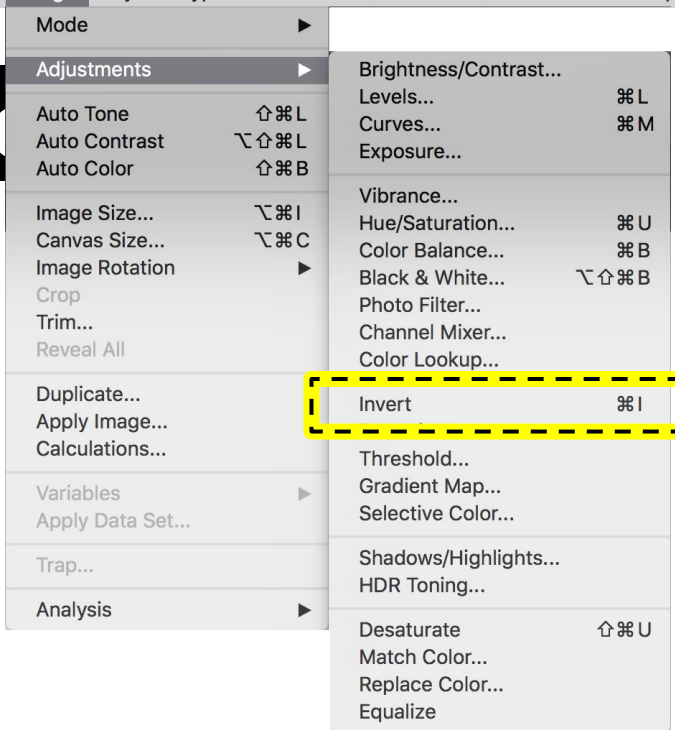 Mode ▶
Adjustments ▶
Auto Tone ⇧⌘L
Auto Contrast ⌥⇧⌘L
Auto Color ⇧⌘B
Image Size... ⌥⌘I
Canvas Size... ⌥⌘C
Image Rotation ▶
Crop
Trim...
Reveal All
Duplicate...
Apply Image...
Calculations...
Variables ▶
Apply Data Set...
Trap...
Analysis ▶
Brightness/Contrast...
Levels... ⌘L
Curves... ⌘M
Exposure...
Vibrance...
Hue/Saturation... ⌘U
Color Balance... ⌘B
Black & White... ⌥⇧⌘B
Photo Filter...
Channel Mixer...
Color Lookup...
Invert ⌘I
Threshold...
Gradient Map...
Selective Color...
Shadows/Highlights...
HDR Toning...
Desaturate ⇧⌘U
Match Color...
Replace Color...
Equalize